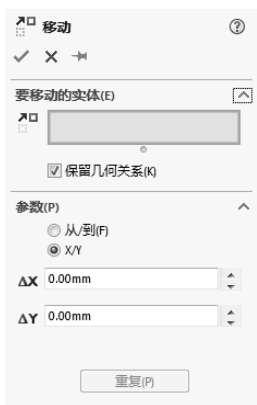 移动
要移动的实体(E)
保留几何关系(K)
参数(P)
从/到(F)
X/Y
ΔX 0.00mm
ΔY 0.00mm
重复(P)